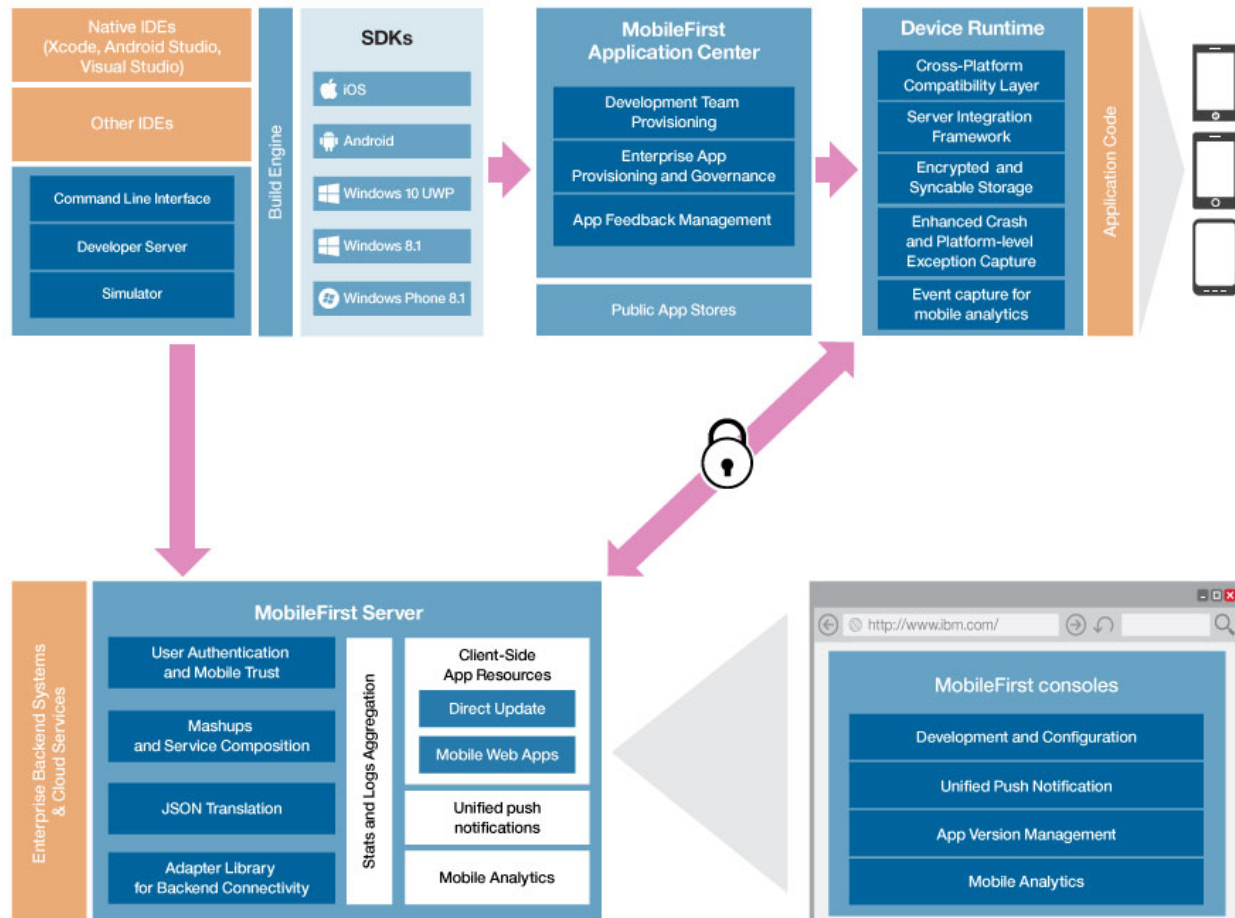 Native IDEs
(Xcode, Android Studio,
Visual Studio)
Other IDEs
Command Line Interface
Developer Server
Simulator
Build Engine
SDKs
iOS
Android
Windows 10 UWP
Windows 8.1
Windows Phone 8.1
MobileFirst
Application Center
Development Team
Provisioning
Enterprise App
Provisioning and Governance
App Feedback Management
Public App Stores
Device Runtime
Cross-Platform
Compatibility Layer
Server Integration
Framework
Encrypted and
Syncable Storage
Enhanced Crash
and Platform-level
Exception Capture
Event capture for
mobile analytics
Application Code
Enterprise Backend Systems
& Cloud Services
MobileFirst Server
User Authentication
and Mobile Trust
Mashups
and Service Composition
JSON Translation
Adapter Library
for Backend Connectivity
Stats and Logs Aggregation
Client-Side
App Resources
Direct Update
Mobile Web Apps
Unified push
notifications
Mobile Analytics
http://www.ibm.com/
MobileFirst consoles
Development and Configuration
Unified Push Notification
App Version Management
Mobile Analytics